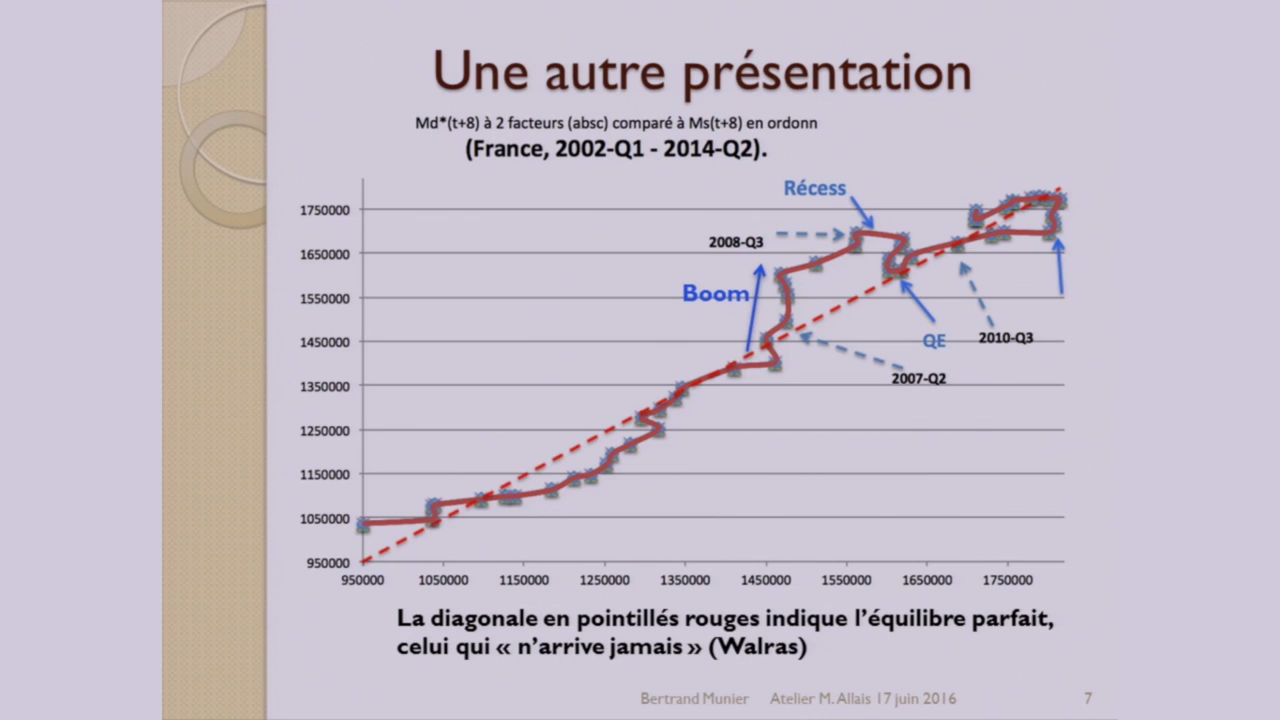 Une autre présentation
Md*(t+8) à 2 facteurs (absc) comparé à Ms(t+8) en ordonn
(France, 2002-Q1 - 2014-Q2).
1750000
1650000
1550000
1450000
1350000
1250000
1150000
1050000
950000
Récess
2008-Q3
Boom
QE
2010-Q3
2007-Q2
950000 1050000 1150000 1250000 1350000 1450000 1550000 1650000 1750000
La diagonale en pointillés rouges indique l’équilibre parfait,
celui qui « n’arrive jamais » (Walras)
Bertrand Munier Atelier M. Allais 17 juin 2016 7